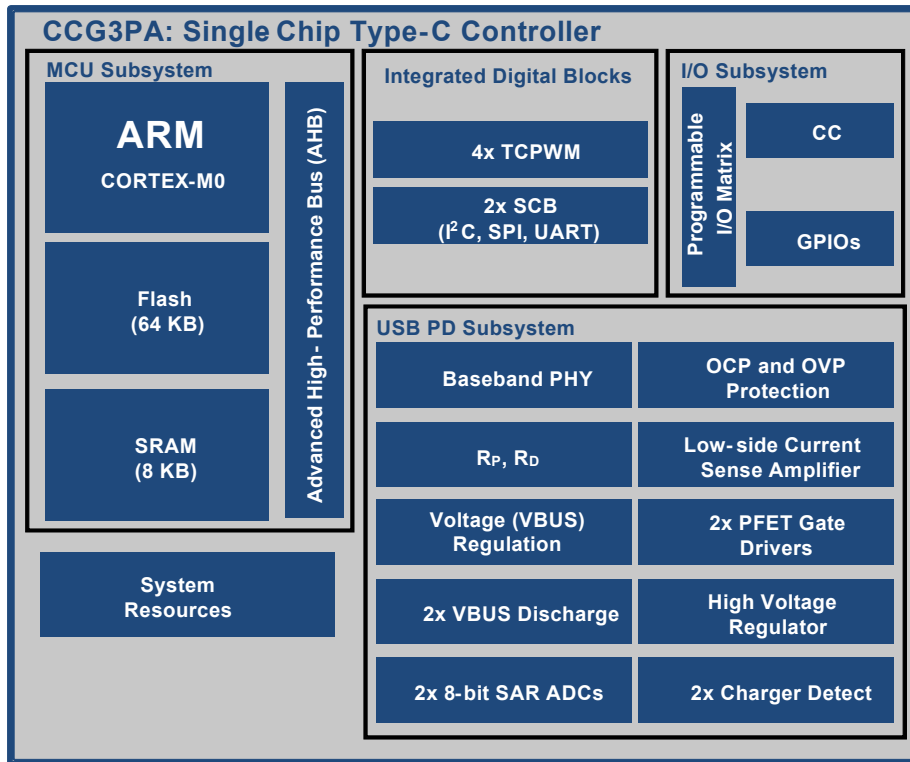 CCG3PA: Single Chip Type-C Controller
MCU Subsystem
ARM
CORTEX-M0
Flash
(64 KB)
SRAM
(8 KB)
Advanced High- Performance Bus (AHB)
System
Resources
Integrated Digital Blocks
4x TCPWM
2x SCB
(I² C, SPI, UART)
I/O Subsystem
Programmable
I/O Matrix
CC
GPIOs
USB PD Subsystem
Baseband PHY
OCP and OVP
Protection
RP, RD
Low-side Current
Sense Amplifier
Voltage (VBUS)
Regulation
2x PFET Gate
Drivers
2x VBUS Discharge
High Voltage
Regulator
2x 8-bit SAR ADCs
2x Charger Detect